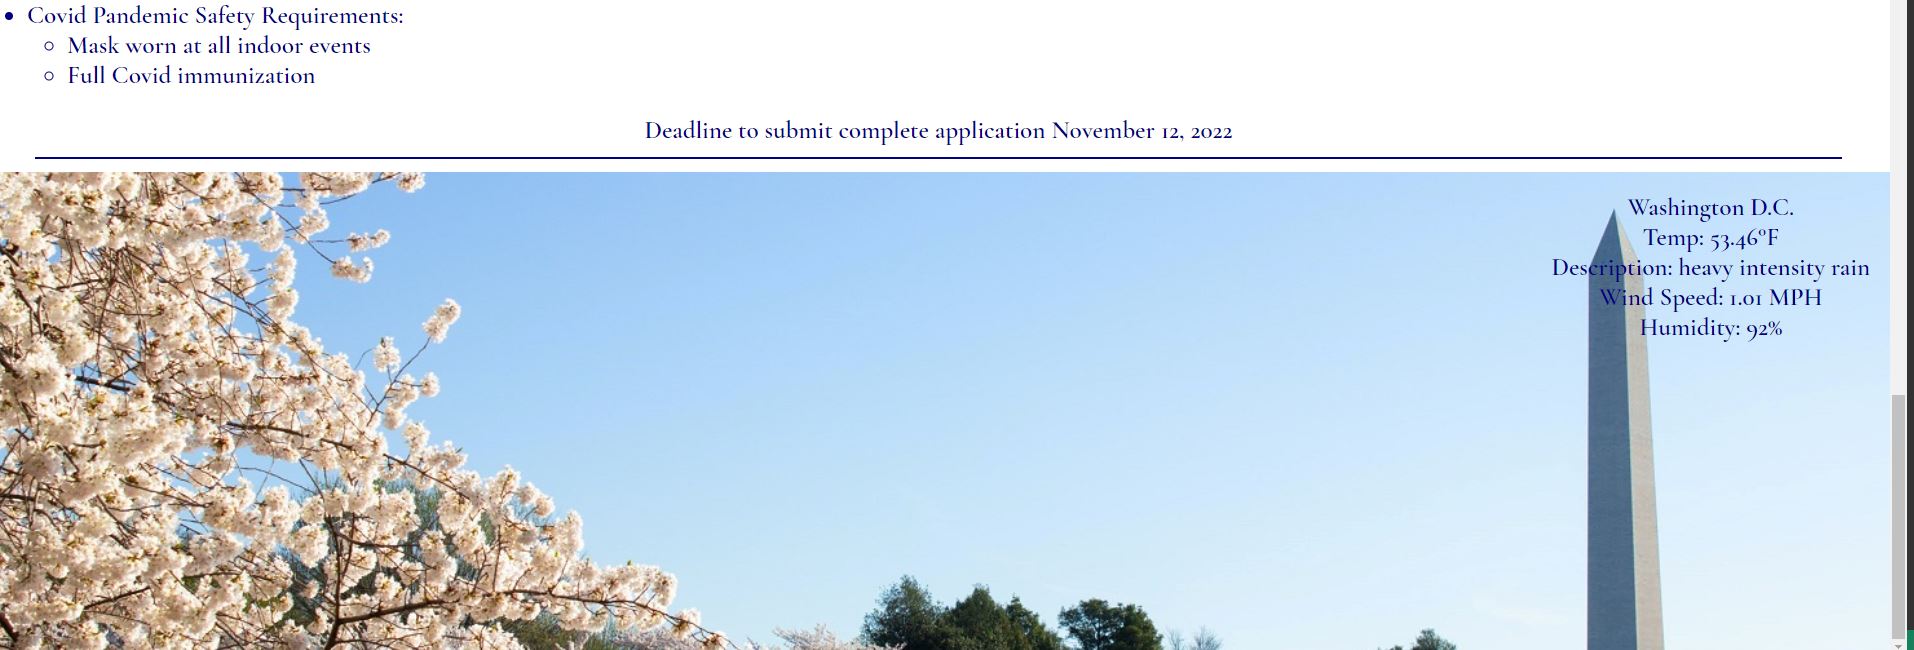 Covid Pandemic Safety Requirements:
Mask worn at all indoor events
Full Covid immunization
Deadline to submit complete application November 12, 2022
Washington D.C.
Temp: 53.46°F
Description: heavy intensity rain
Wind Speed: 1.01 MPH
Humidity: 92%